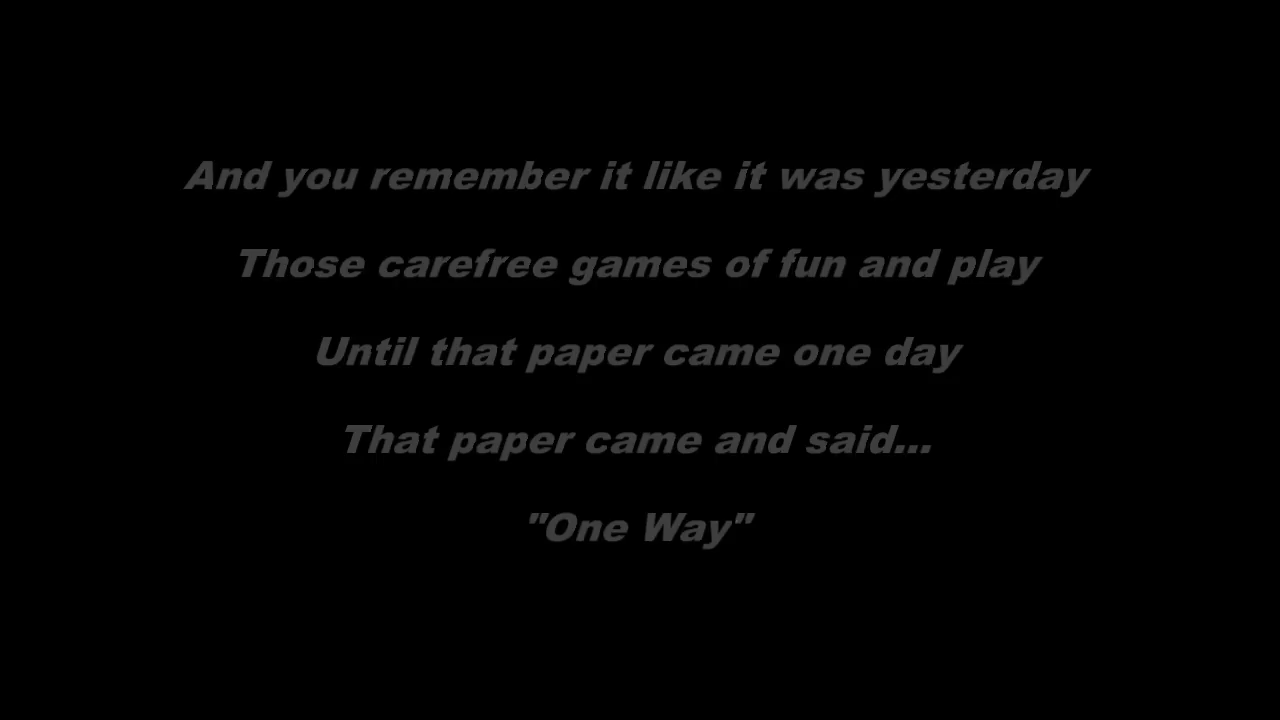 And you remember it like it was yesterday
Those carefree games of fun and play
Until that paper came one day
That paper came and said...
"One Way"